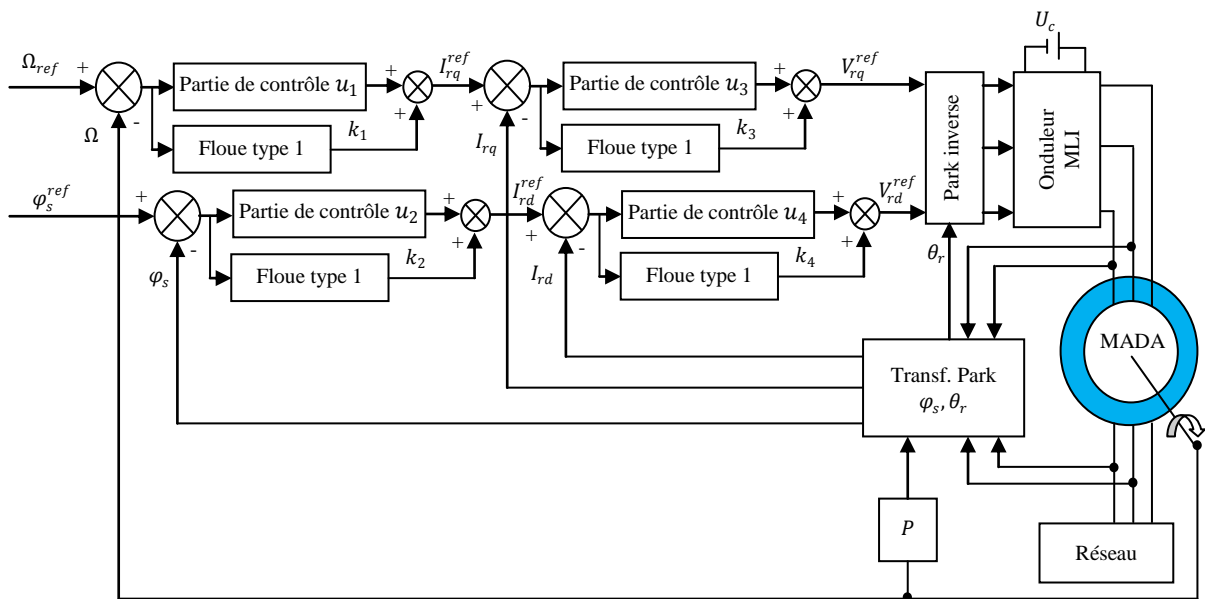 U_c
Ω_ref + - Ω
Partie de contrôle u_1 + +
Floue type 1 k_1
I_rq^ref + - I_rq
Partie de contrôle u_3 + +
Floue type 1 k_3
V_rq^ref
Park inverse
Onduleur MLI
φ_s^ref + - φ_s
Partie de contrôle u_2 + +
Floue type 1 k_2
I_rd^ref + - I_rd
Partie de contrôle u_4 + +
Floue type 1 k_4
V_rd^ref
θ_r
MADA
Transf. Park
φ_s, θ_r
P
Réseau